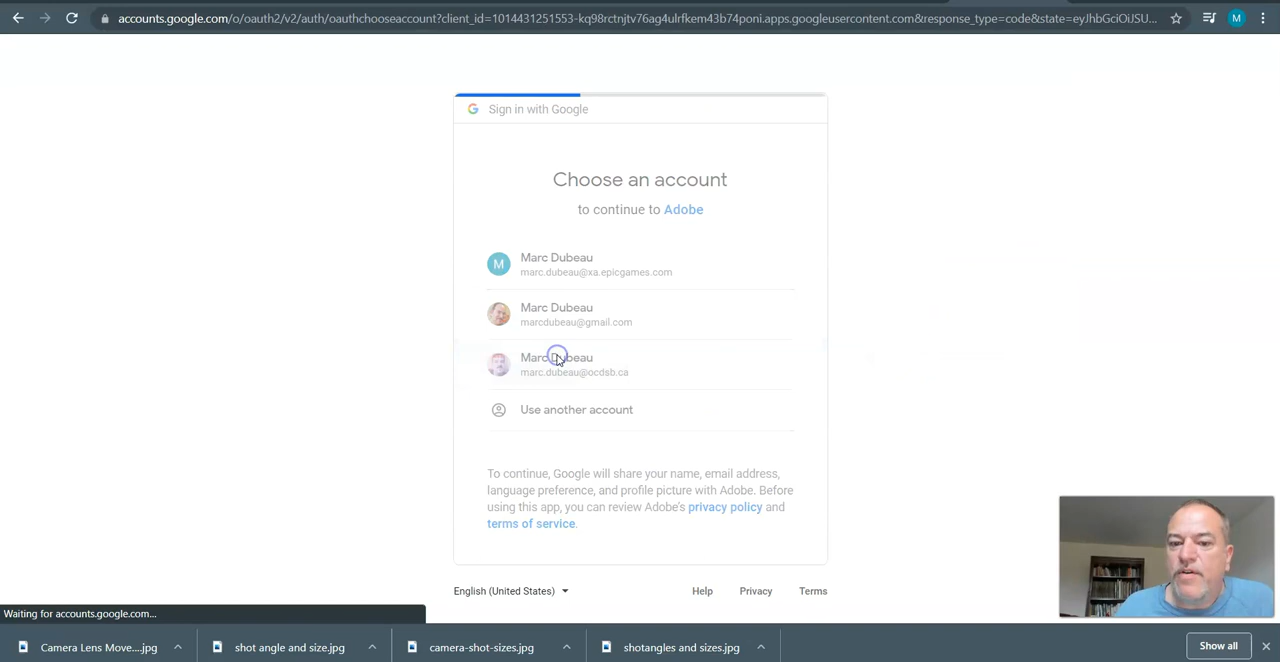 accounts.google.com/o/oauth2/v2/auth/oauthchooseaccount?client_id=1014431251553-kq98rctnjtv76ag4ulrfkem43b74poni.apps.googleusercontent.com&response_type=code&state=eyJhbGciOiJSU...
M
Sign in with Google
Choose an account
to continue to Adobe
M
Marc Dubeau
marc.dubeau@xa.epicgames.com
Marc Dubeau
marcdubeau@gmail.com
Marc Dubeau
marc.dubeau@ocdsb.ca
Use another account
To continue, Google will share your name, email address,
language preference, and profile picture with Adobe. Before
using this app, you can review Adobe's privacy policy and
terms of service.
English (United States)
Help
Privacy
Terms
Waiting for accounts.google.com...
Camera Lens Move....jpg
shot angle and size.jpg
camera-shot-sizes.jpg
shotangles and sizes.jpg
Show all